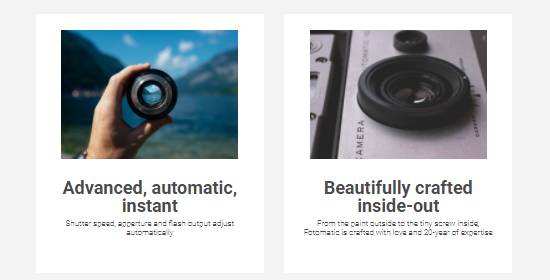 Advanced, automatic,
instant
Shutter speed, apperture and flash output adjust
automatically
CAMERA
Beautifully crafted
inside-out
From the paint outside to the tiny screw inside,
Fotomatic is crafted with love and 20-year of expertise